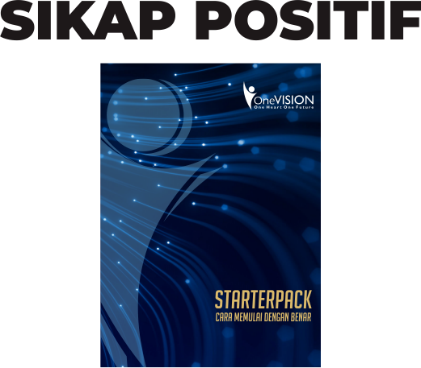 SIKAP POSITIF
OneVISION
One Heart One Future
STARTERPACK
CARA MEMULAI DENGAN BENAR